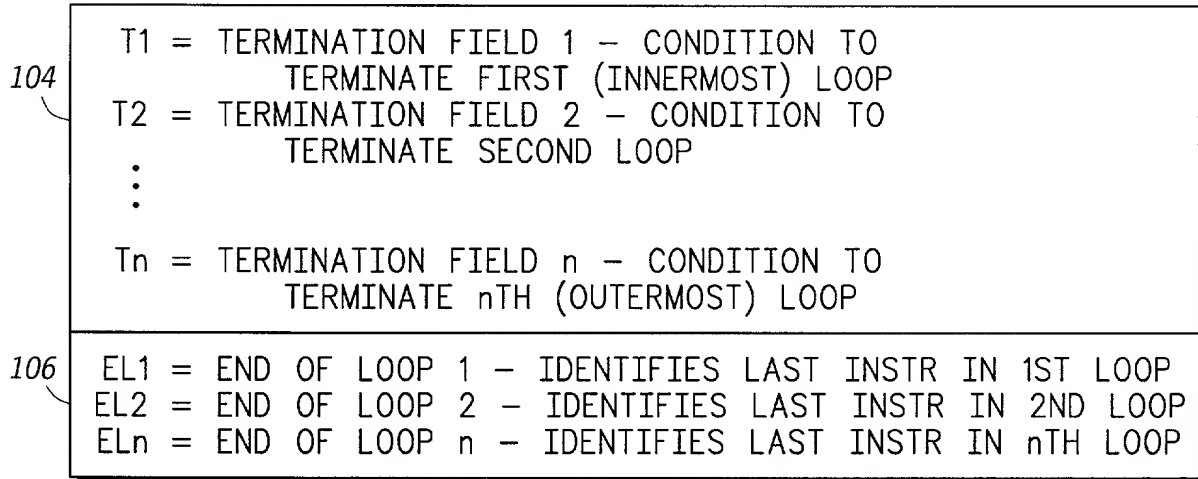 T1 = TERMINATION FIELD 1 – CONDITION TO
TERMINATE FIRST (INNERMOST) LOOP
104
T2 = TERMINATION FIELD 2 – CONDITION TO
TERMINATE SECOND LOOP
Tn = TERMINATION FIELD n – CONDITION TO
TERMINATE nTH (OUTERMOST) LOOP
106
EL1 = END OF LOOP 1 – IDENTIFIES LAST INSTR IN 1ST LOOP
EL2 = END OF LOOP 2 – IDENTIFIES LAST INSTR IN 2ND LOOP
ELn = END OF LOOP n – IDENTIFIES LAST INSTR IN nTH LOOP